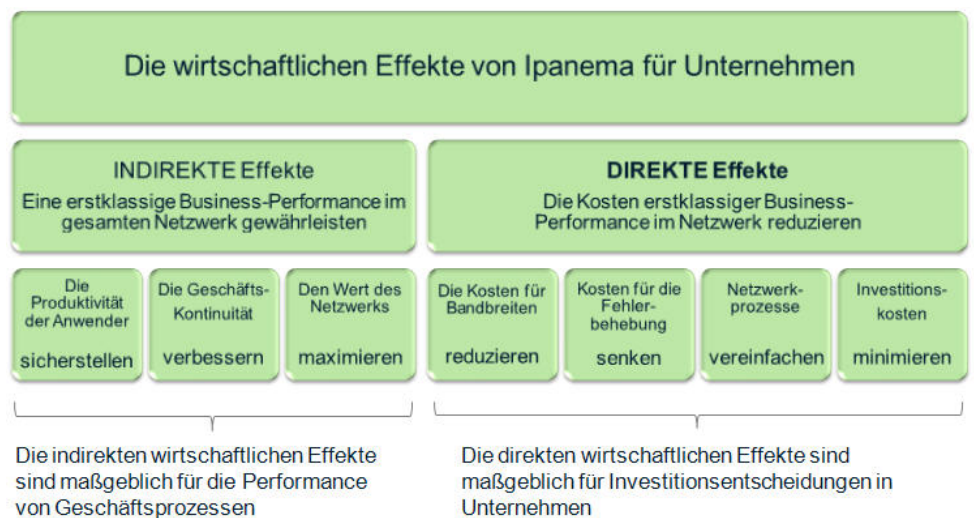 Die wirtschaftlichen Effekte von Ipanema für Unternehmen
INDIREKTE Effekte
Eine erstklassige Business-Performance im
gesamten Netzwerk gewährleisten
DIREKTE Effekte
Die Kosten erstklassiger Business-
Performance im Netzwerk reduzieren
Die
Produktivität
der Anwender
sicherstellen
Die Geschäfts-
Kontinuität
verbessern
Den Wert des
Netzwerks
maximieren
Die Kosten für
Bandbreiten
reduzieren
Kosten für die
Fehler-
behebung
senken
Netzwerk-
prozesse
vereinfachen
Investitions-
kosten
minimieren
Die indirekten wirtschaftlichen Effekte
sind maßgeblich für die Performance
von Geschäftsprozessen
Die direkten wirtschaftlichen Effekte sind
maßgeblich für Investitionsentscheidungen in
Unternehmen